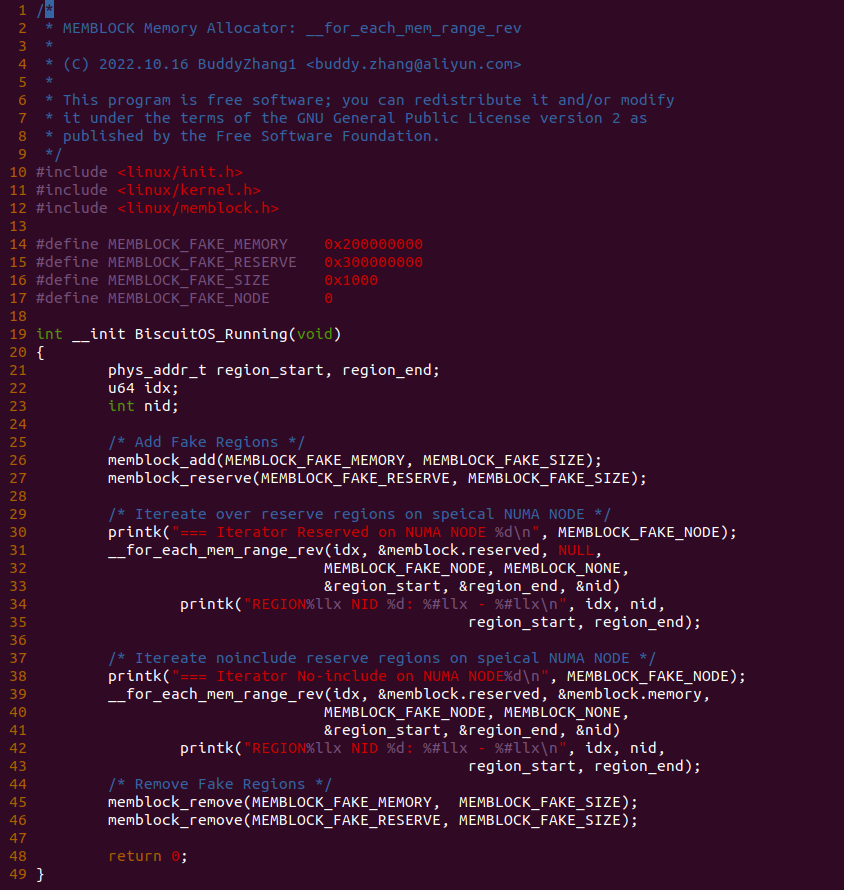 1 /*
2  * MEMBLOCK Memory Allocator: __for_each_mem_range_rev
3  *
4  * (C) 2022.10.16 BuddyZhang1 <buddy.zhang@aliyun.com>
5  *
6  * This program is free software; you can redistribute it and/or modify
7  * it under the terms of the GNU General Public License version 2 as
8  * published by the Free Software Foundation.
9  */
10 #include <linux/init.h>
11 #include <linux/kernel.h>
12 #include <linux/memblock.h>
13
14 #define MEMBLOCK_FAKE_MEMORY    0x200000000
15 #define MEMBLOCK_FAKE_RESERVE   0x300000000
16 #define MEMBLOCK_FAKE_SIZE      0x1000
17 #define MEMBLOCK_FAKE_NODE      0
18
19 int __init BiscuitOS_Running(void)
20 {
21         phys_addr_t region_start, region_end;
22         u64 idx;
23         int nid;
24
25         /* Add Fake Regions */
26         memblock_add(MEMBLOCK_FAKE_MEMORY, MEMBLOCK_FAKE_SIZE);
27         memblock_reserve(MEMBLOCK_FAKE_RESERVE, MEMBLOCK_FAKE_SIZE);
28
29         /* Itereate over reserve regions on speical NUMA NODE */
30         printk("=== Iterator Reserved on NUMA NODE %d\n", MEMBLOCK_FAKE_NODE);
31         __for_each_mem_range_rev(idx, &memblock.reserved, NULL,
32                                 MEMBLOCK_FAKE_NODE, MEMBLOCK_NONE,
33                                 &region_start, &region_end, &nid)
34                 printk("REGION%llx NID %d: %#llx - %#llx\n", idx, nid,
35                                                 region_start, region_end);
36
37         /* Itereate noinclude reserve regions on speical NUMA NODE */
38         printk("=== Iterator No-include on NUMA NODE%d\n", MEMBLOCK_FAKE_NODE);
39         __for_each_mem_range_rev(idx, &memblock.reserved, &memblock.memory,
40                                 MEMBLOCK_FAKE_NODE, MEMBLOCK_NONE,
41                                 &region_start, &region_end, &nid)
42                 printk("REGION%llx NID %d: %#llx - %#llx\n", idx, nid,
43                                                 region_start, region_end);
44         /* Remove Fake Regions */
45         memblock_remove(MEMBLOCK_FAKE_MEMORY,  MEMBLOCK_FAKE_SIZE);
46         memblock_remove(MEMBLOCK_FAKE_RESERVE, MEMBLOCK_FAKE_SIZE);
47
48         return 0;
49 }